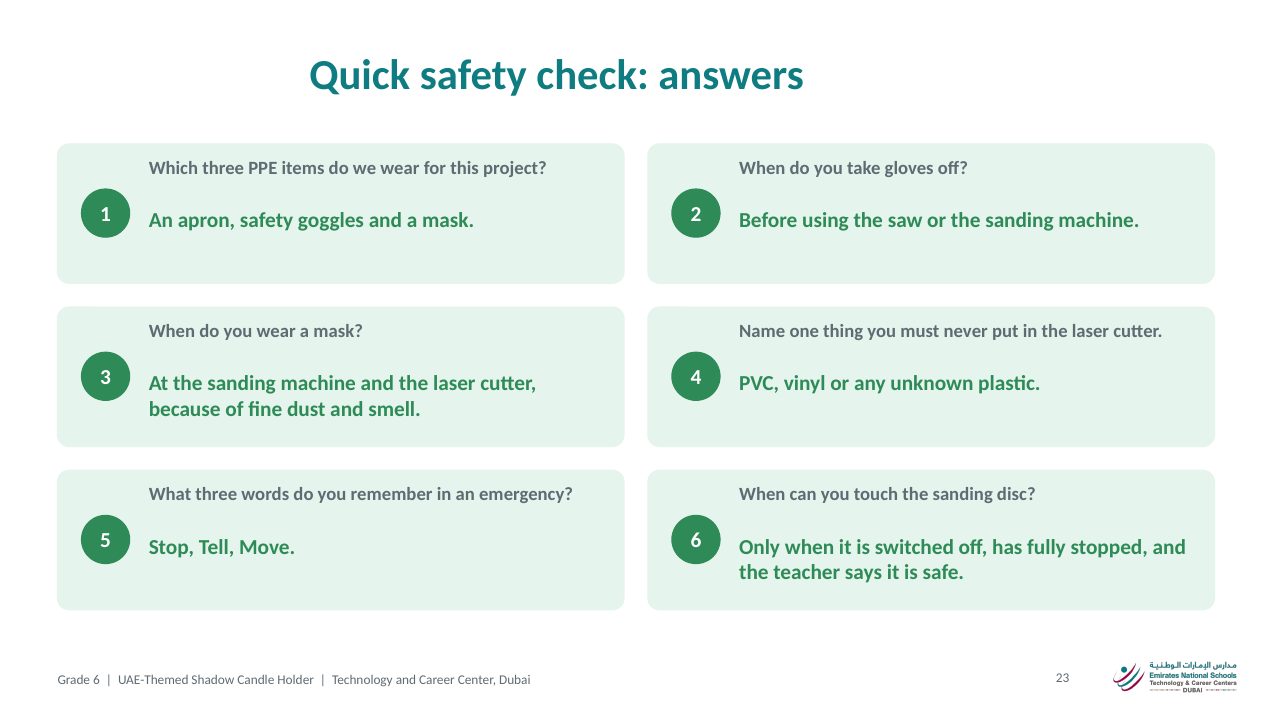 Quick safety check: answers
Which three PPE items do we wear for this project?
1
An apron, safety goggles and a mask.
When do you take gloves off?
2
Before using the saw or the sanding machine.
When do you wear a mask?
3
At the sanding machine and the laser cutter,
because of fine dust and smell.
Name one thing you must never put in the laser cutter.
4
PVC, vinyl or any unknown plastic.
What three words do you remember in an emergency?
5
Stop, Tell, Move.
When can you touch the sanding disc?
6
Only when it is switched off, has fully stopped, and
the teacher says it is safe.
Grade 6 | UAE-Themed Shadow Candle Holder | Technology and Career Center, Dubai
23
مدارس الإمارات الوطنية
Emirates National Schools
Technology & Career Centers
DUBAI